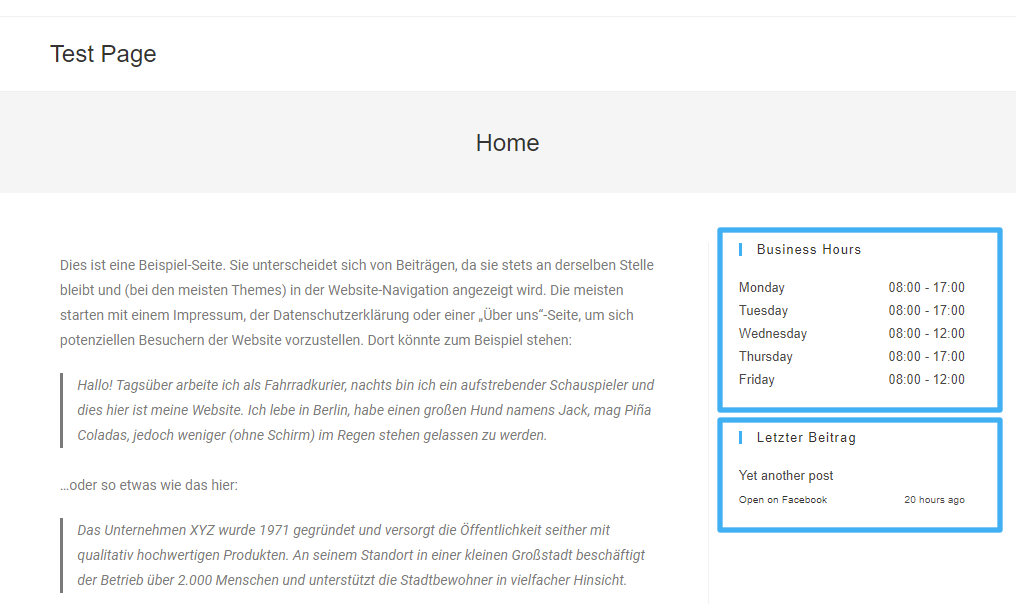 Test Page
Home
Dies ist eine Beispiel-Seite. Sie unterscheidet sich von Beiträgen, da sie stets an derselben Stelle
bleibt und (bei den meisten Themes) in der Website-Navigation angezeigt wird. Die meisten
starten mit einem Impressum, der Datenschutzerklärung oder einer „Über uns“-Seite, um sich
potenziellen Besuchern der Website vorzustellen. Dort könnte zum Beispiel stehen:
Hallo! Tagsüber arbeite ich als Fahrradkurier, nachts bin ich ein aufstrebender Schauspieler und
dies hier ist meine Website. Ich lebe in Berlin, habe einen großen Hund namens Jack, mag Piña
Coladas, jedoch weniger (ohne Schirm) im Regen stehen gelassen zu werden.
…oder so etwas wie das hier:
Das Unternehmen XYZ wurde 1971 gegründet und versorgt die Öffentlichkeit seither mit
qualitativ hochwertigen Produkten. An seinem Standort in einer kleinen Großstadt beschäftigt
der Betrieb über 2.000 Menschen und unterstützt die Stadtbewohner in vielfacher Hinsicht.
Business Hours
Monday 08:00 - 17:00
Tuesday 08:00 - 17:00
Wednesday 08:00 - 12:00
Thursday 08:00 - 17:00
Friday 08:00 - 12:00
Letzter Beitrag
Yet another post
Open on Facebook 20 hours ago